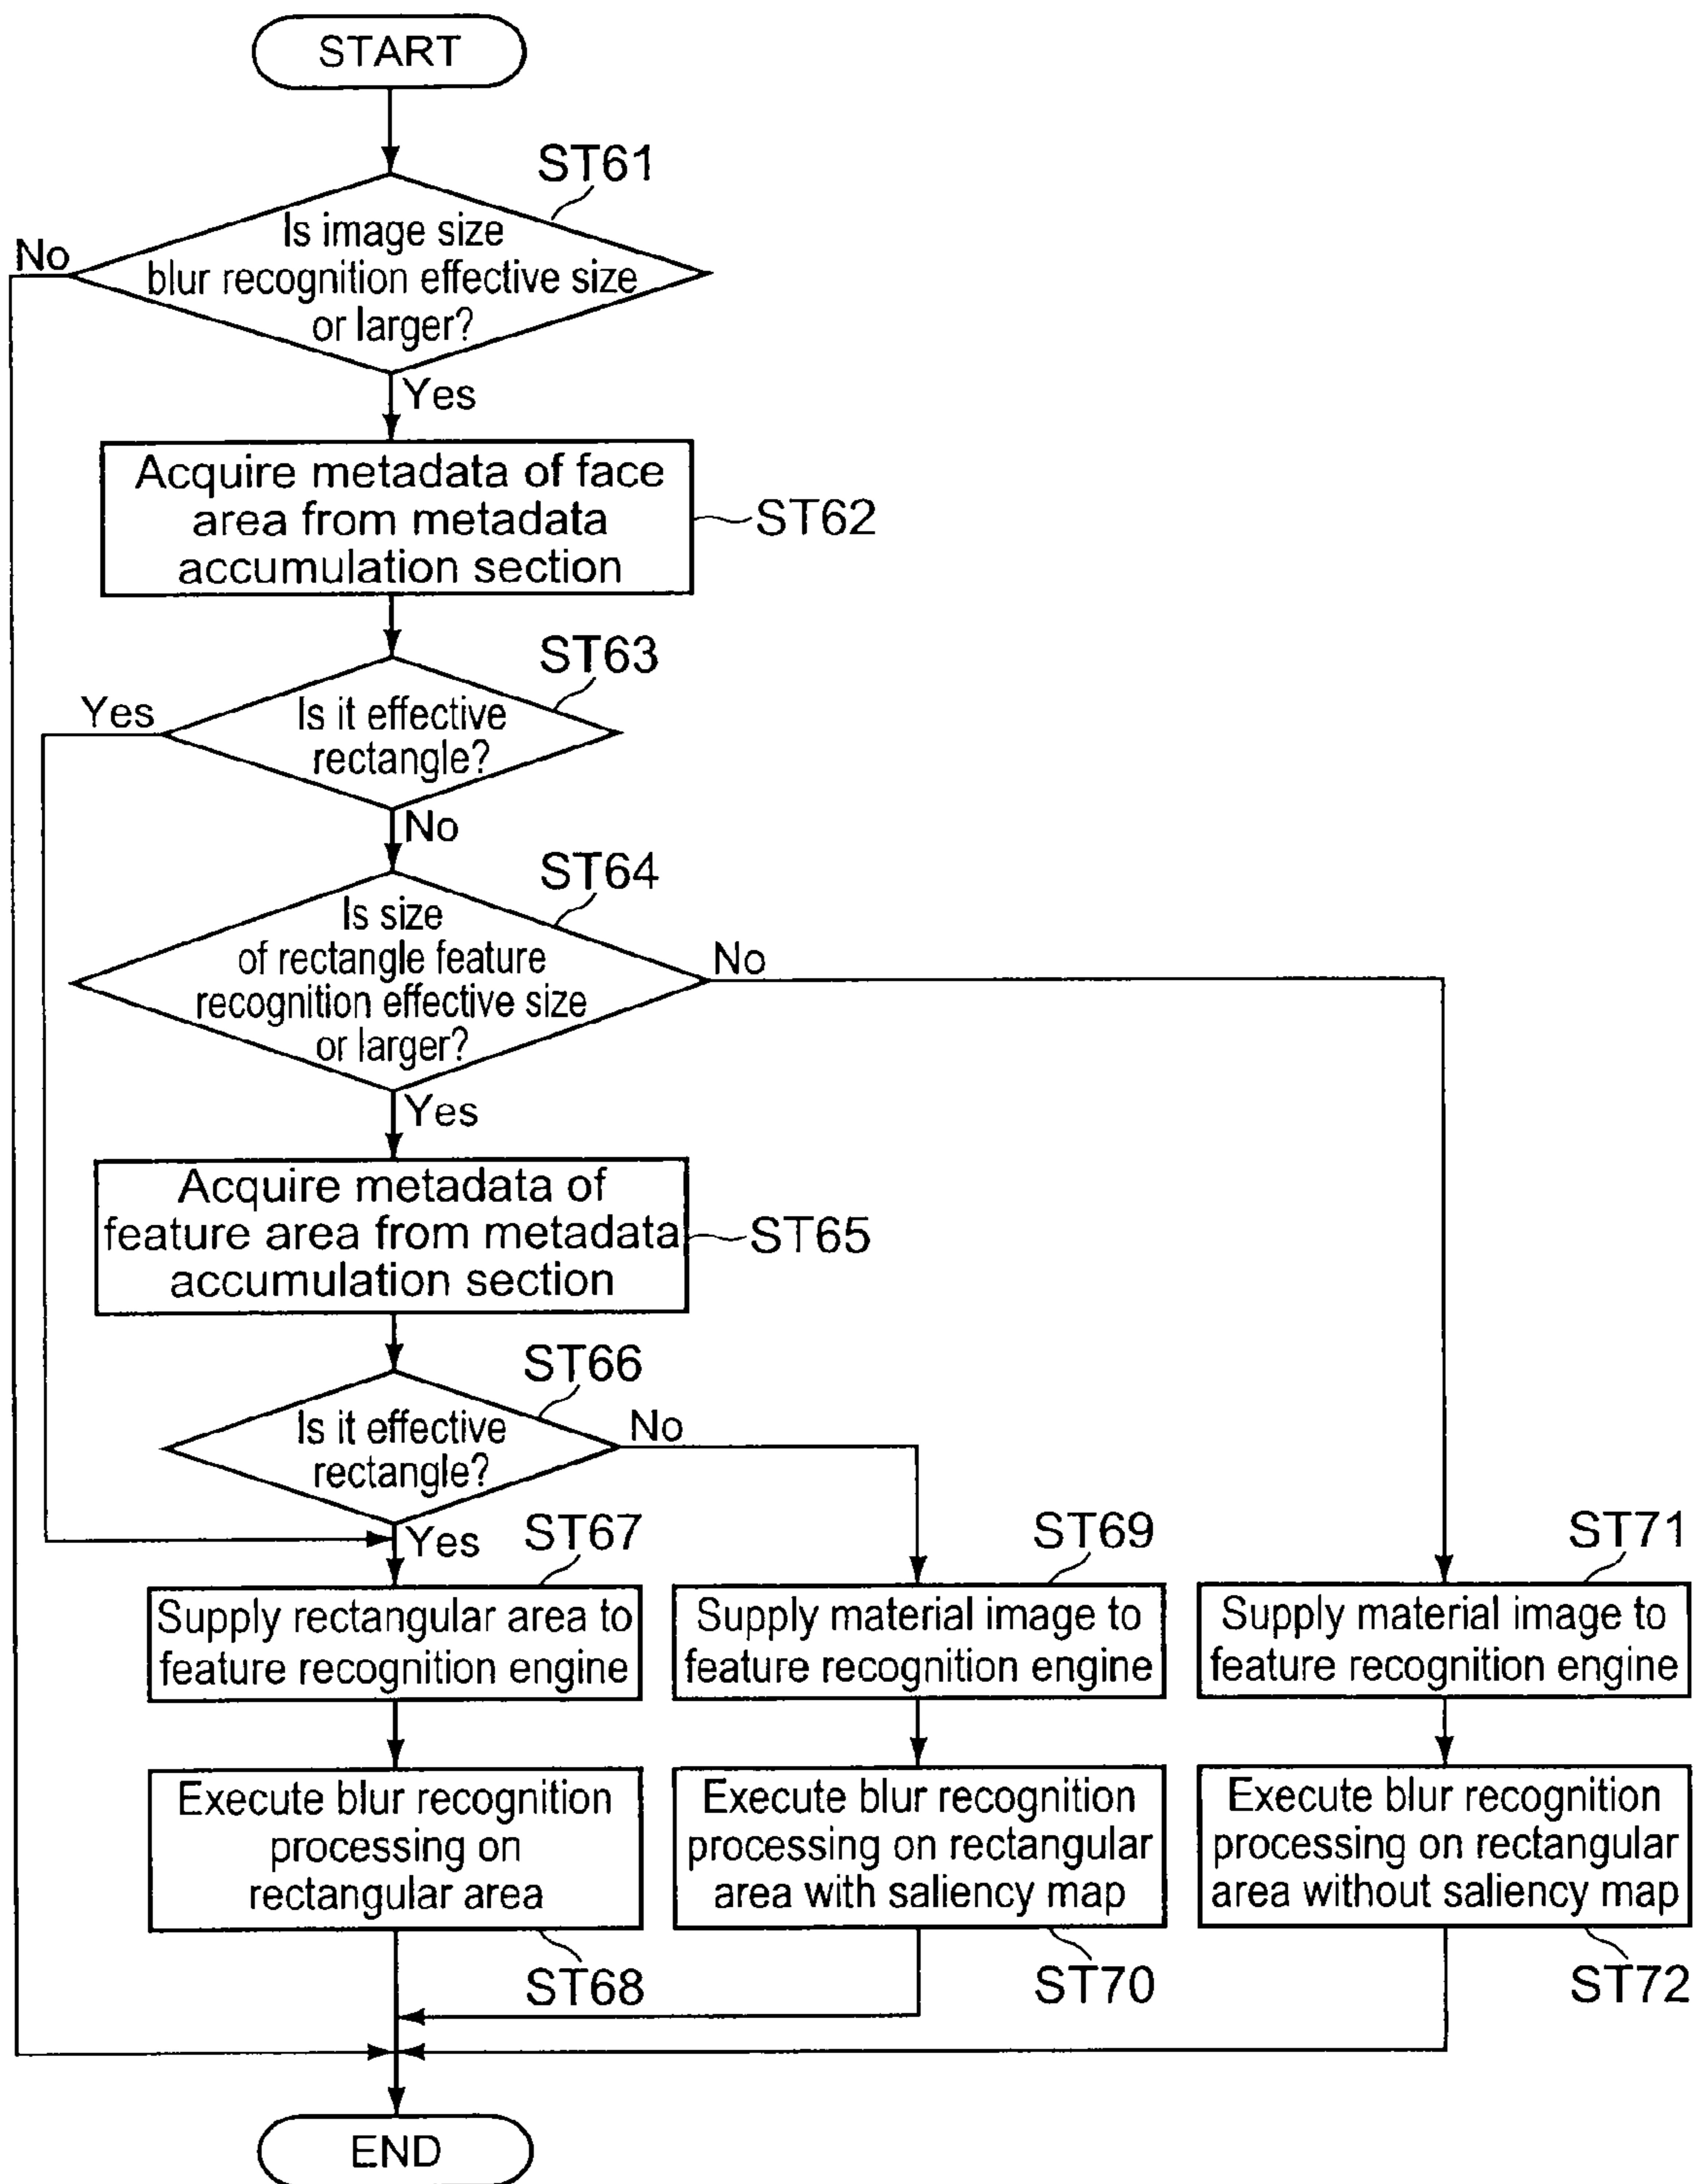 START
ST61
Is image size
blur recognition effective size
or larger?
No
Yes
Acquire metadata of face
area from metadata
accumulation section
ST62
ST63
Is it effective
rectangle?
Yes
No
ST64
Is size
of rectangle feature
recognition effective size
or larger?
No
Yes
Acquire metadata of
feature area from metadata
accumulation section
ST65
ST66
Is it effective
rectangle?
No
Yes
ST67
Supply rectangular area to
feature recognition engine
ST69
Supply material image to
feature recognition engine
ST71
Supply material image to
feature recognition engine
Execute blur recognition
processing on
rectangular area
ST68
Execute blur recognition
processing on rectangular
area with saliency map
ST70
Execute blur recognition
processing on rectangular
area without saliency map
ST72
END